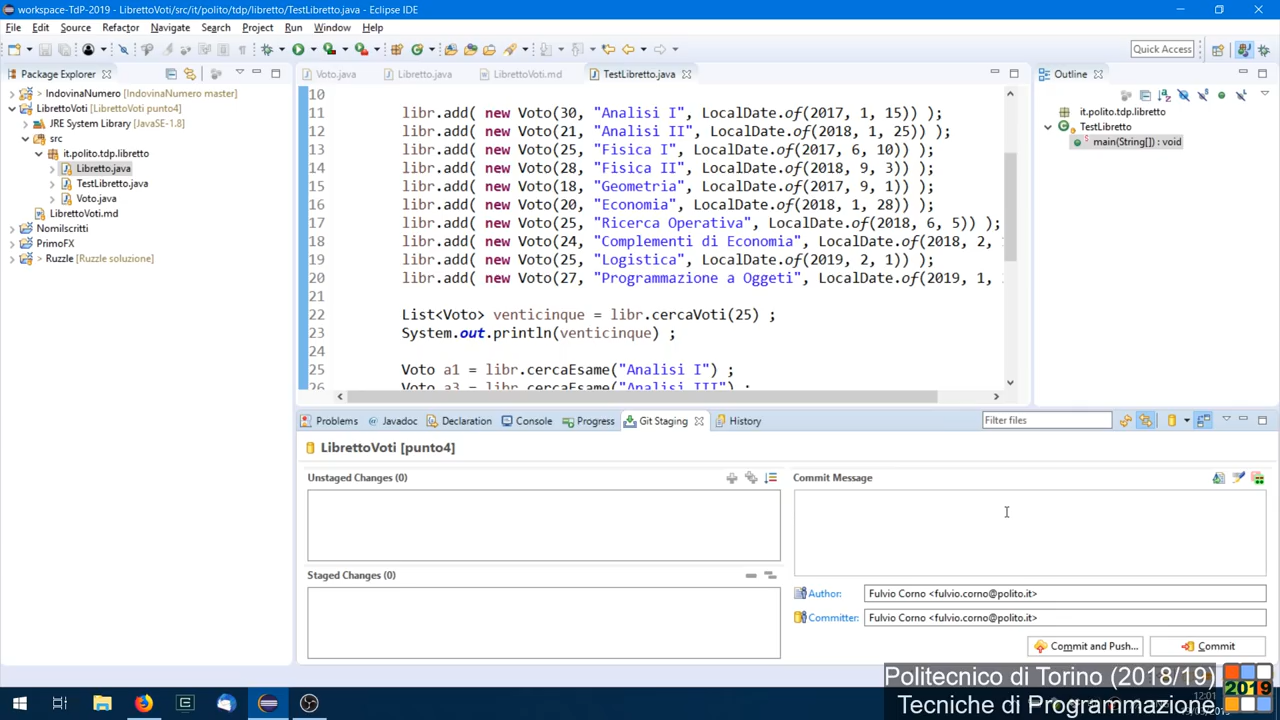 workspace-TdP-2019 - LibrettoVoti/src/it/polito/tdp/libretto/TestLibretto.java - Eclipse IDE
File Edit Source Refactor Navigate Search Project Run Window Help
Quick Access
Package Explorer
IndovinaNumero [IndovinaNumero master]
LibrettoVoti [LibrettoVoti punto4]
JRE System Library [JavaSE-1.8]
src
it.polito.tdp.libretto
Libretto.java
TestLibretto.java
Voto.java
LibrettoVoti.md
NomiIscritti
PrimoFX
> Ruzzle [Ruzzle soluzione]
Voto.java Libretto.java LibrettoVoti.md TestLibretto.java
10
11 libr.add( new Voto(30, "Analisi I", LocalDate.of(2017, 1, 15)) );
12 libr.add( new Voto(21, "Analisi II", LocalDate.of(2018, 1, 25) );
13 libr.add( new Voto(25, "Fisica I", LocalDate.of(2017, 6, 10)) );
14 libr.add( new Voto(28, "Fisica II", LocalDate.of(2018, 9, 3)) );
15 libr.add( new Voto(18, "Geometria", LocalDate.of(2017, 9, 1)) );
16 libr.add( new Voto(20, "Economia", LocalDate.of(2018, 1, 28)) );
17 libr.add( new Voto(25, "Ricerca Operativa", LocalDate.of(2018, 6, 5)) );
18 libr.add( new Voto(24, "Complementi di Economia", LocalDate.of(2018, 2,
19 libr.add( new Voto(25, "Logistica", LocalDate.of(2019, 2, 1)) );
20 libr.add( new Voto(27, "Programmazione a Oggeti", LocalDate.of(2019, 1,
21
22 List<Voto> venticinque = libr.cercaVoti(25) ;
23 System.out.println(venticinque) ;
24
25 Voto a1 = libr.cercaEsame("Analisi I") ;
26 Voto a3 = libr.cercaEsame("Analisi III") ;
Outline
it.polito.tdp.libretto
TestLibretto
main(String[]) : void
Problems Javadoc Declaration Console Progress Git Staging History
Filter files
LibrettoVoti [punto4]
Unstaged Changes (0)
Staged Changes (0)
Commit Message
Author: Fulvio Corno <fulvio.corno@polito.it>
Committer: Fulvio Corno <fulvio.corno@polito.it>
Commit and Push... Commit
Politecnico di Torino (2018/19)
Tecniche di Programmazione
2019
12:01